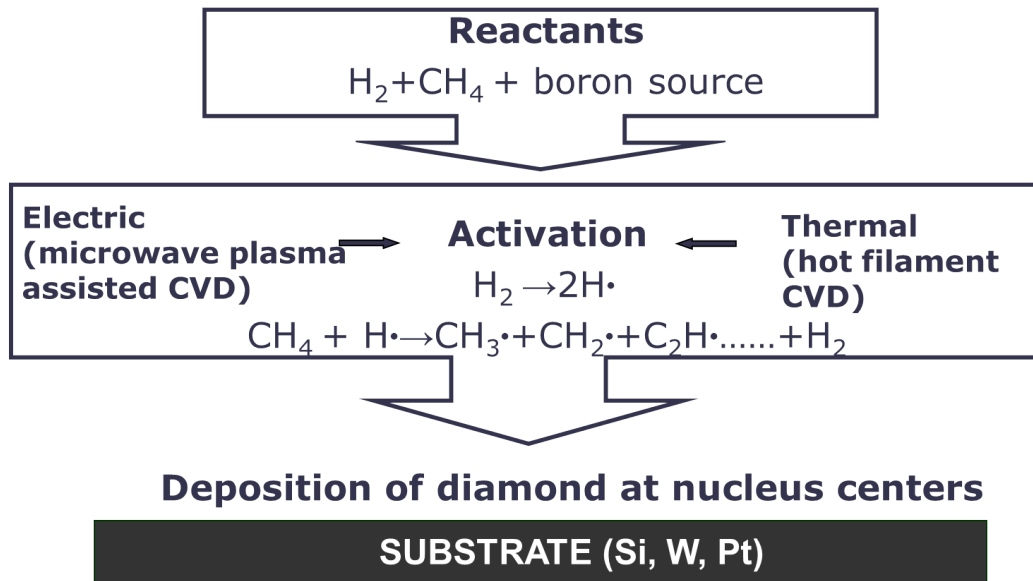 Reactants
H₂+CH₄ + boron source
Electric
(microwave plasma
assisted CVD)
Activation
Thermal
(hot filament
CVD)
H₂ →2H·
CH₄ + H·→CH₃·+CH₂·+C₂H·......+H₂
Deposition of diamond at nucleus centers
SUBSTRATE (Si, W, Pt)